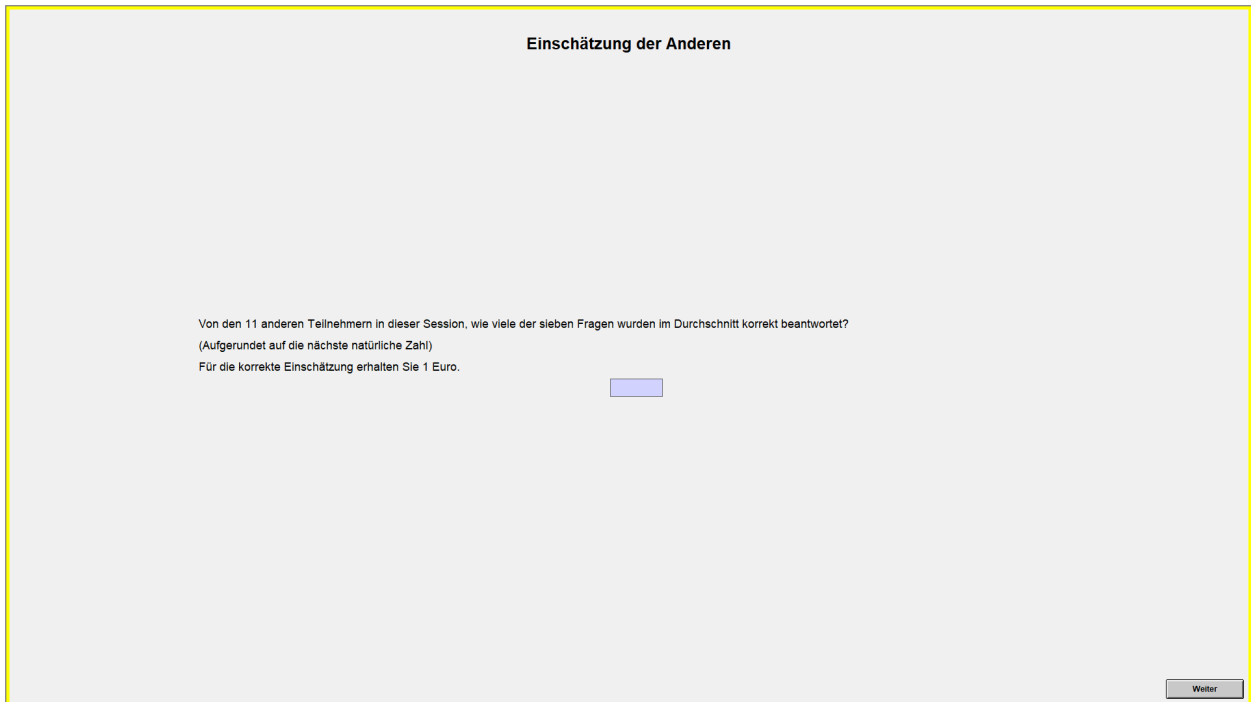 Einschätzung der Anderen
Von den 11 anderen Teilnehmern in dieser Session, wie viele der sieben Fragen wurden im Durchschnitt korrekt beantwortet?
(Aufgerundet auf die nächste natürliche Zahl)
Für die korrekte Einschätzung erhalten Sie 1 Euro.
Weiter